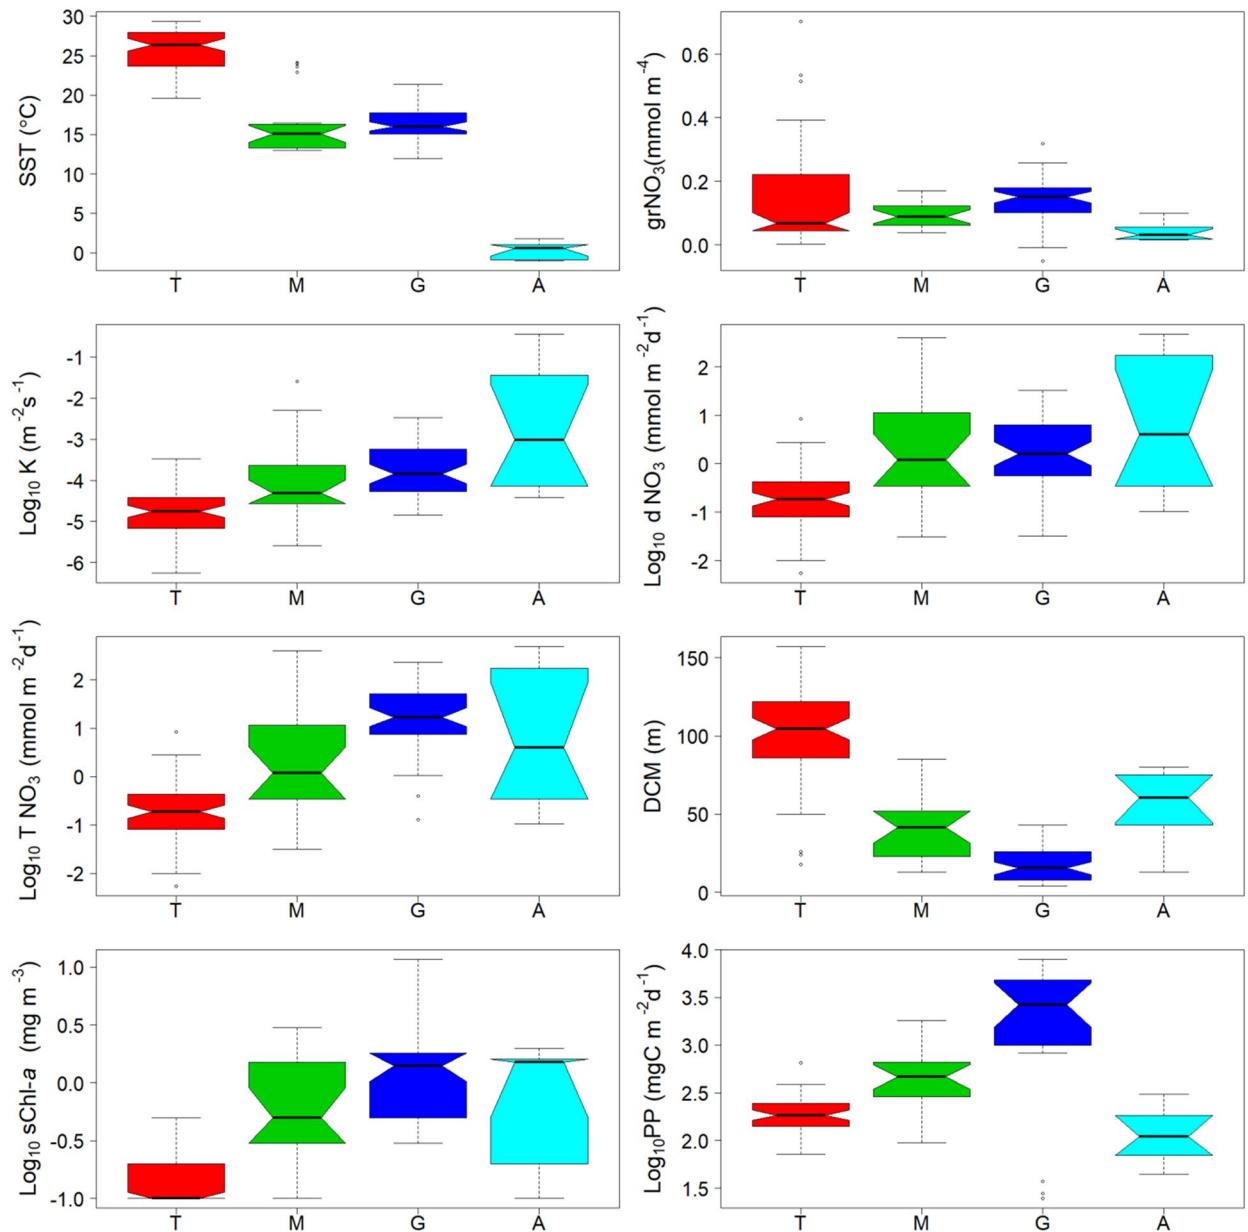 SST (°C)
30
25
20
15
10
5
0
T M G A
grNO₃(mmol m⁻⁴)
0.6
0.4
0.2
0.0
T M G A
Log₁₀ K (m⁻²s⁻¹)
-1
-2
-3
-4
-5
-6
T M G A
Log₁₀ d NO₃ (mmol m⁻²d⁻¹)
2
1
0
-1
-2
T M G A
Log₁₀ T NO₃ (mmol m⁻²d⁻¹)
2
1
0
-1
-2
T M G A
DCM (m)
150
100
50
0
T M G A
Log₁₀ sChl-a (mg m⁻³)
1.0
0.5
0.0
-0.5
-1.0
T M G A
Log₁₀PP (mgC m⁻²d⁻¹)
4.0
3.5
3.0
2.5
2.0
1.5
T M G A